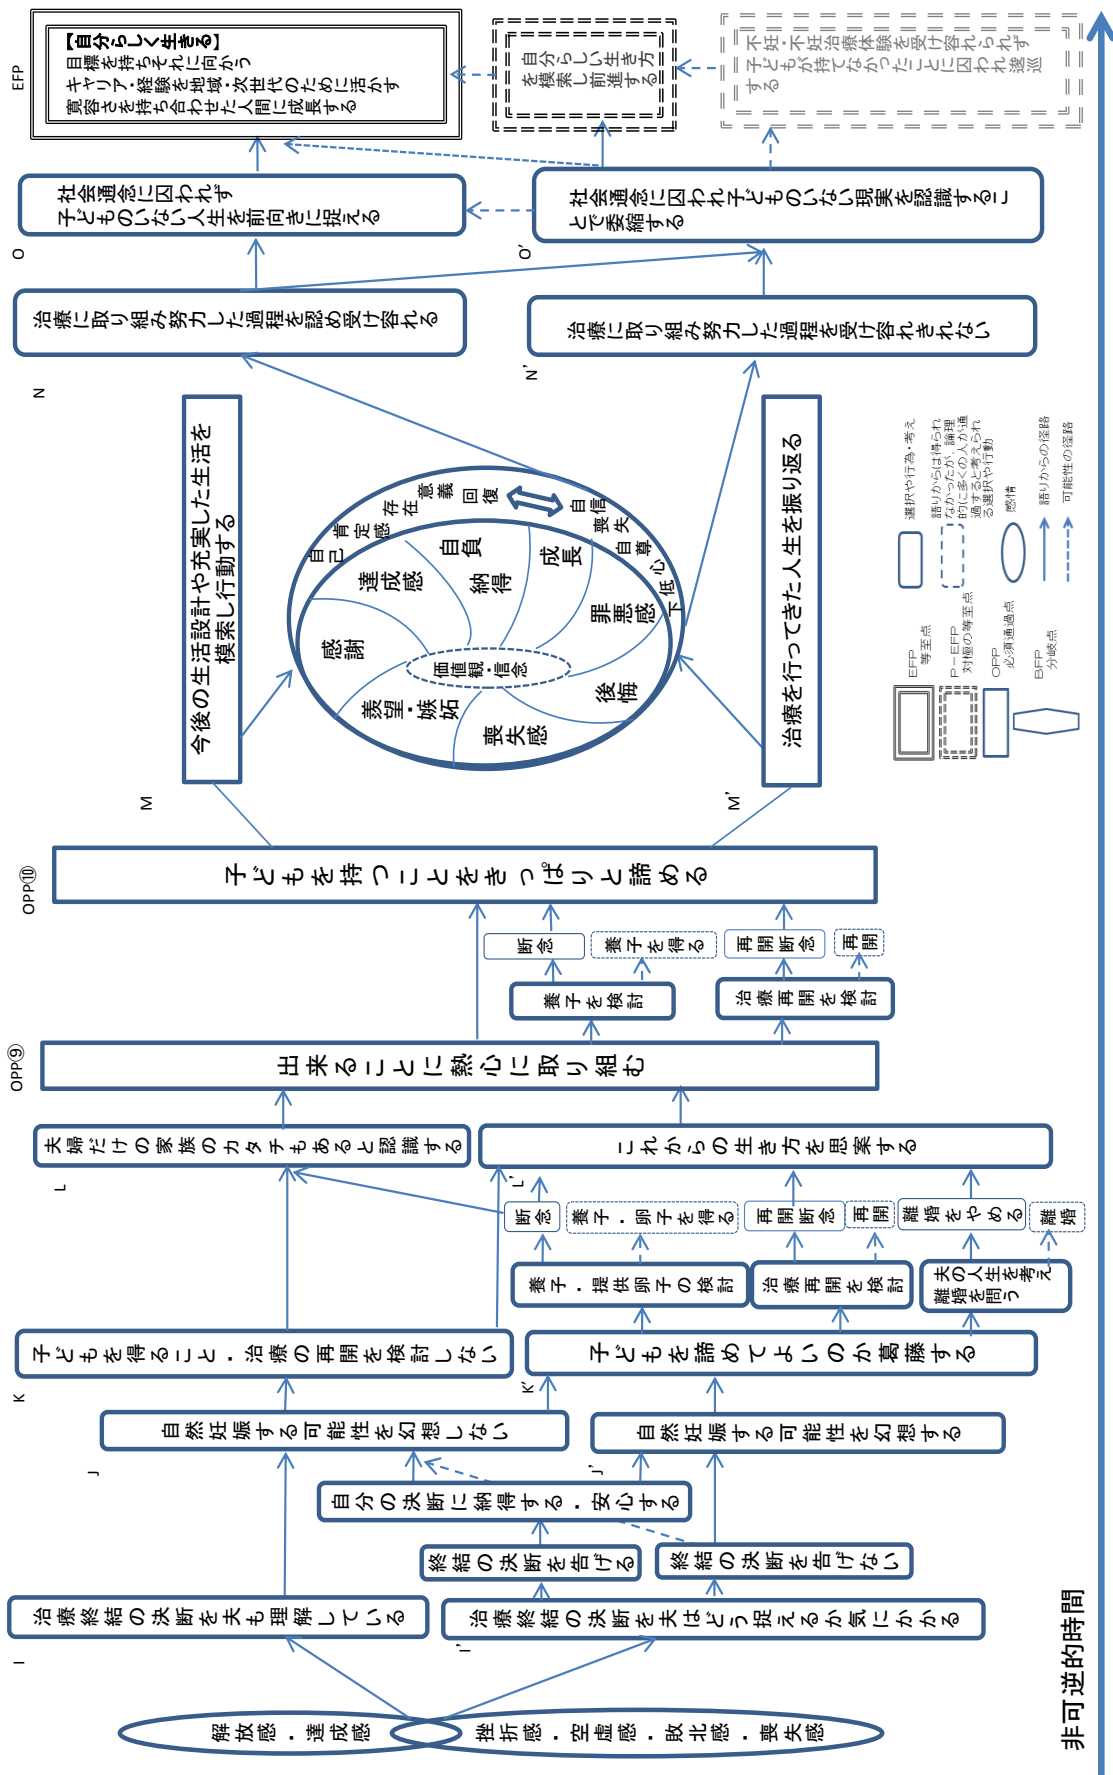 解放感・達成感
挫折感・空虚感・敗北感・喪失感
I
治療終結の決断を夫も理解している
I'
治療終結の決断を夫はどう捉えるか気にかかる
終結の決断を告げる
終結の決断を告げない
自分の決断に納得する・安心する
J
自然妊娠する可能性を幻想しない
J'
自然妊娠する可能性を幻想する
K
子どもを得ること・治療の再開を検討しない
K'
子どもを諦めてよいのか葛藤する
養子・提供卵子の検討
治療再開を検討
夫の人生を考え
離婚を問う
断念
養子・卵子を得る
再開断念
再開
離婚をやめる
離婚
L
夫婦だけの家族のカタチもあると認識する
L'
これからの生き方を思案する
OPP⑨
出来ることに熱心に取り組む
養子を検討
治療再開を検討
断念
養子を得る
再開断念
再開
OPP⑩
子どもを持つことをきっぱりと諦める
M
今後の生活設計や充実した生活を
模索し行動する
M'
治療を行ってきた人生を振り返る
価値観・信念
感謝
達成感
自負
納得
成長
罪悪感
後悔
喪失感
羨望・嫉妬
自己
肯定感
存在
意義
回復
自信
喪失
自尊
心
低
下
N
治療に取り組み努力した過程を認め受け容れる
N'
治療に取り組み努力した過程を受け容れきれない
O
社会通念に囚われず
子どものいない人生を前向きに捉える
O'
社会通念に囚われ子どものいない現実を認識するこ
とで委縮する
EFP
【自分らしく生きる】
目標を持ちそれに向かう
キャリア・経験を地域・次世代のために活かす
寛容さを持ち合わせた人間に成長する
自分らしい生き方
を模索し前進する
不妊・不妊治療体験を受け容れられず
子どもが持てなかったことに囚われ逡巡
する
EFP
等至点
P－EFP
対極の等至点
OPP
必須通過点
BFP
分岐点
選択や行為・考え
語りからは得られ
なかったが、論理
的に多くの人が通
過すると考えられ
る選択や行動
感情
語りからの径路
可能性の径路
非可逆的時間